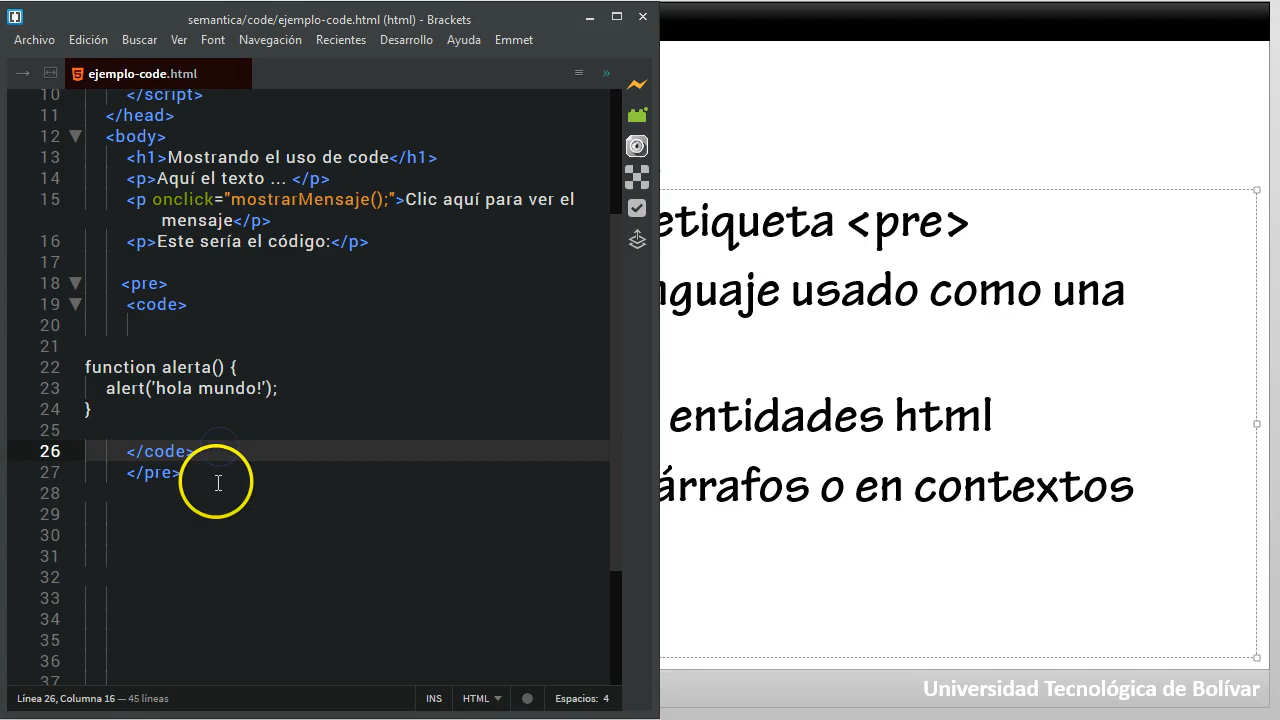 semantica/code/ejemplo-code.html (html) - Brackets
Archivo Edición Buscar Ver Font Navegación Recientes Desarrollo Ayuda Emmet
ejemplo-code.html
10 </script>
11 </head>
12 <body>
13 <h1>Mostrando el uso de code</h1>
14 <p>Aquí el texto ... </p>
15 <p onclick="mostrarMensaje();">Clic aquí para ver el
mensaje</p>
16 <p>Este sería el código:</p>
17
18 <pre>
19 <code>
20
21
22 function alerta() {
23 alert('hola mundo!');
24 }
25
26 </code>
27 </pre>
28
29
30
31
32
33
34
35
36
37
Línea 26, Columna 16 — 45 líneas
INS HTML Espacios: 4
etiqueta <pre>
nguaje usado como una
entidades html
árrafos o en contextos
Universidad Tecnológica de Bolívar